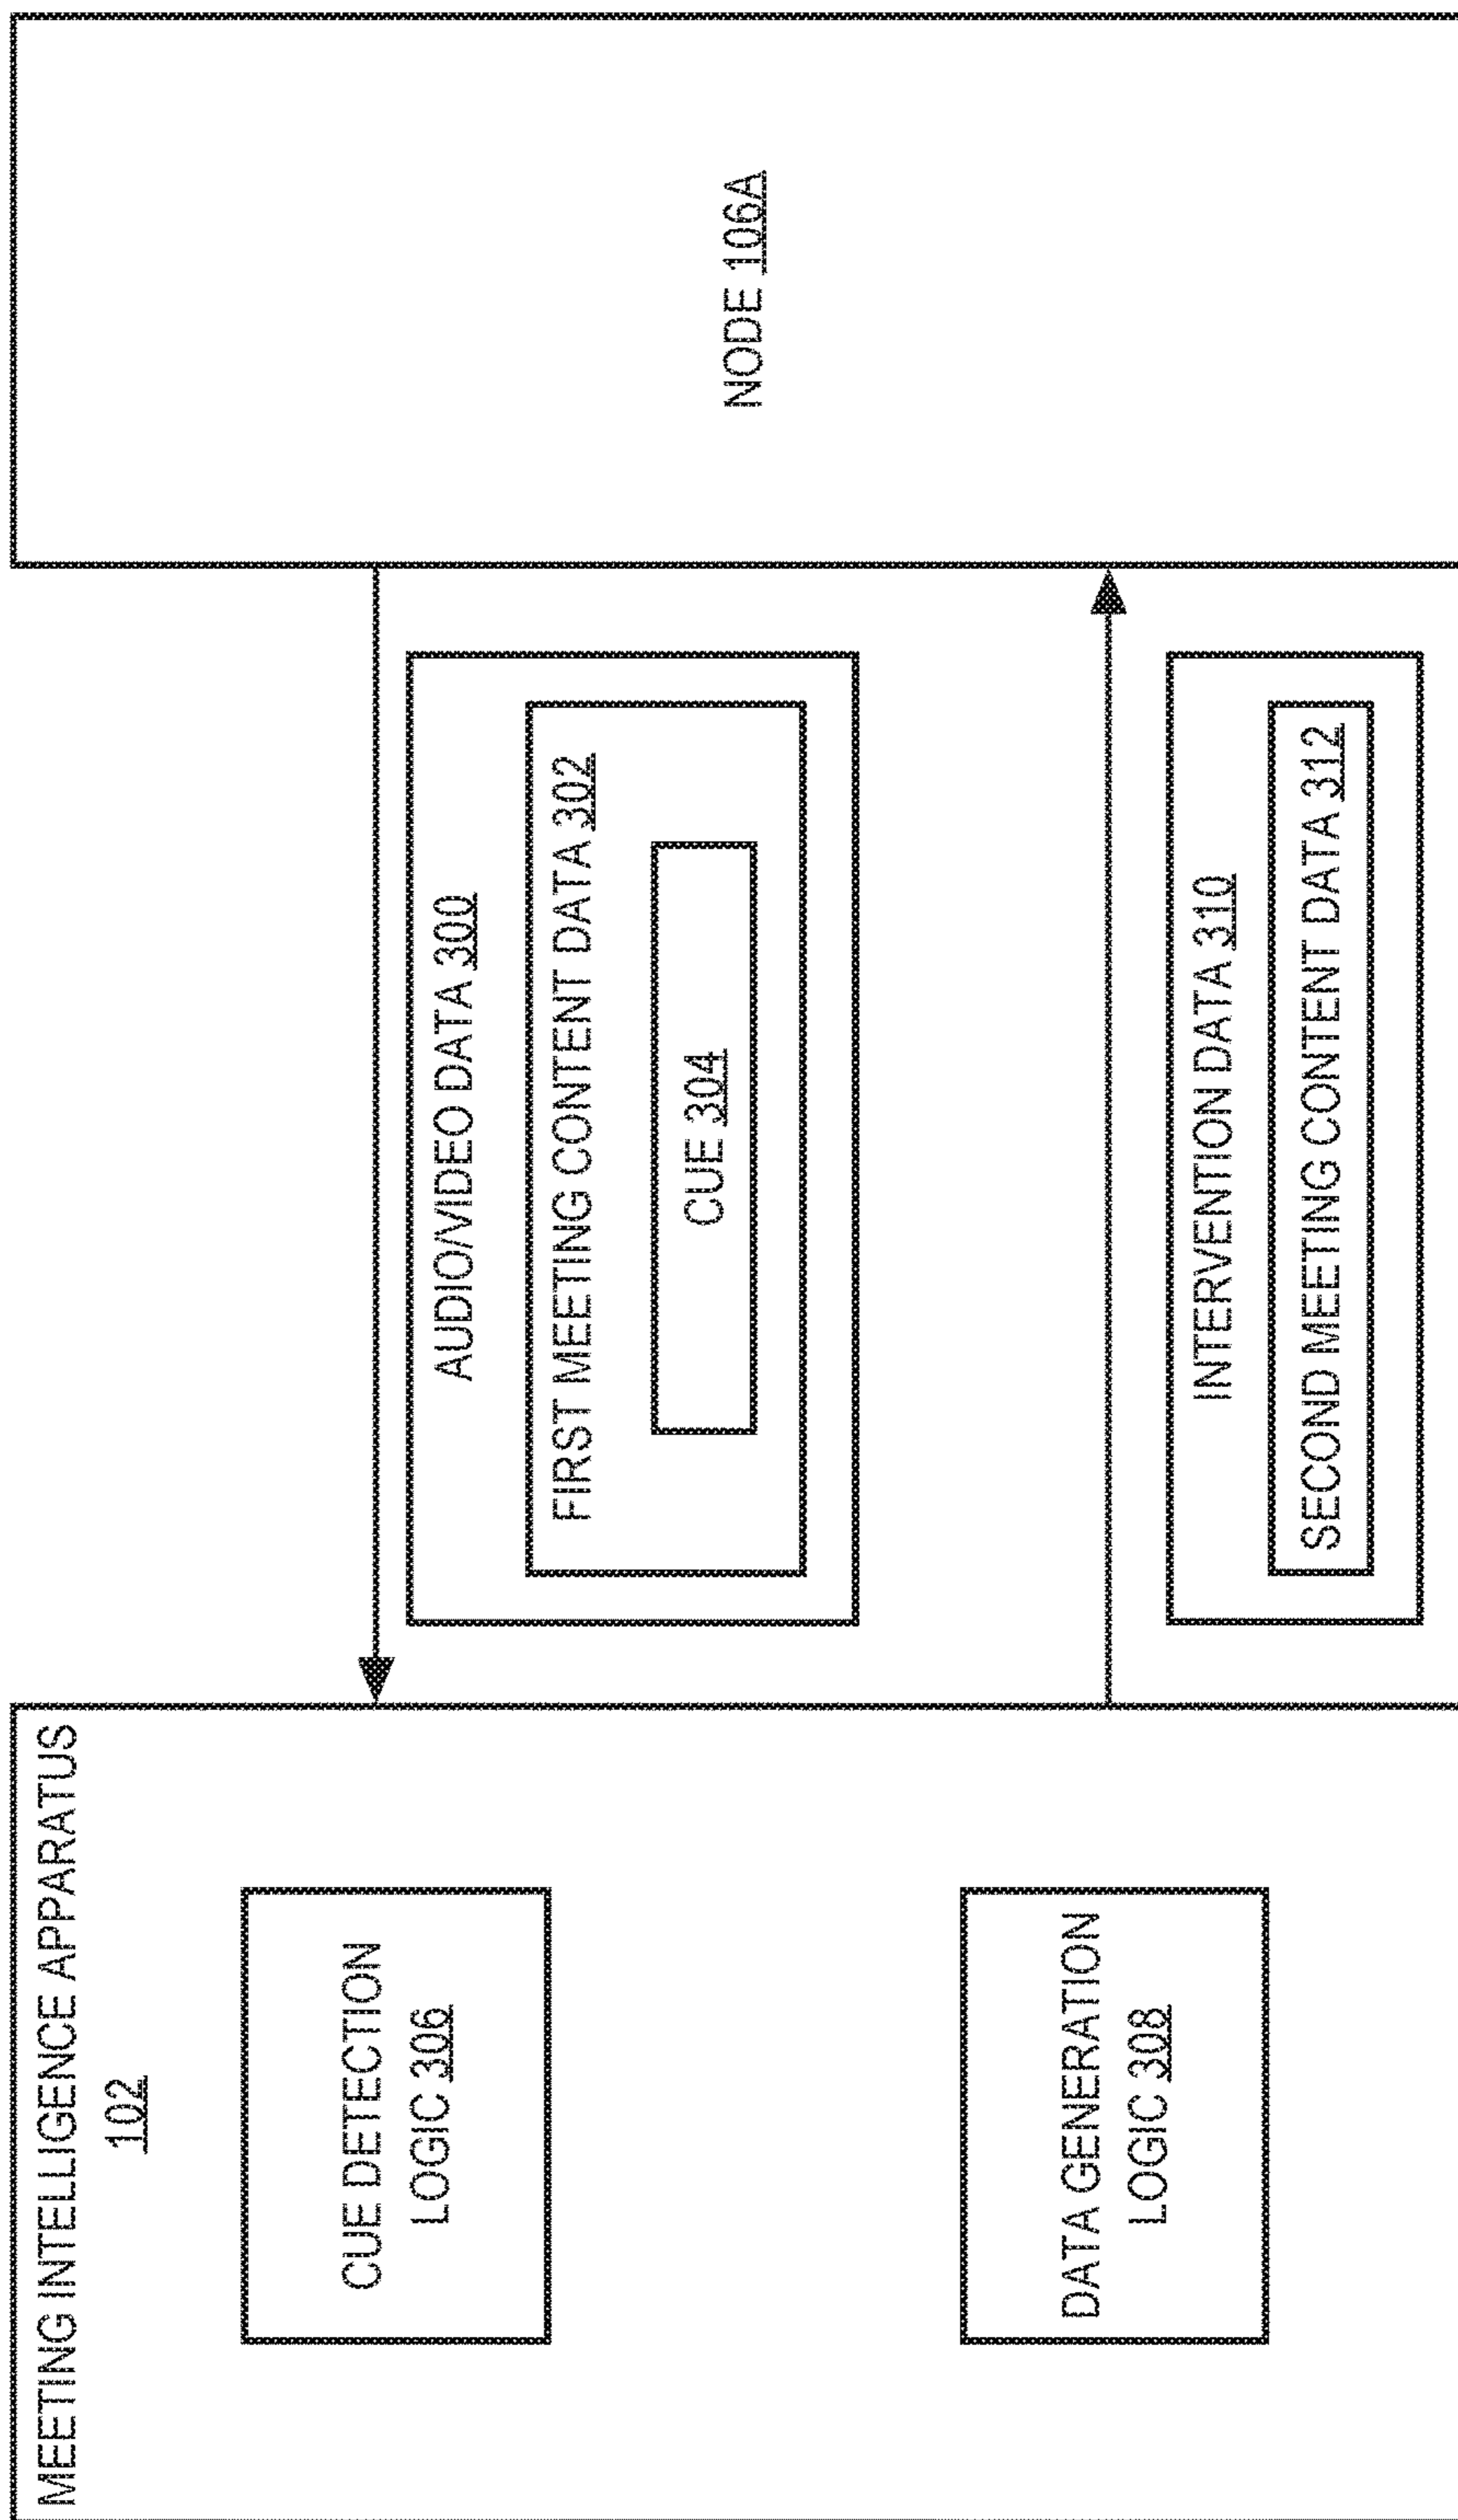 MEETING INTELLIGENCE APPARATUS
102
CUE DETECTION
LOGIC 306
DATA GENERATION
LOGIC 308
AUDIO/VIDEO DATA 300
FIRST MEETING CONTENT DATA 302
CUE 304
INTERVENTION DATA 310
SECOND MEETING CONTENT DATA 312
NODE 106A